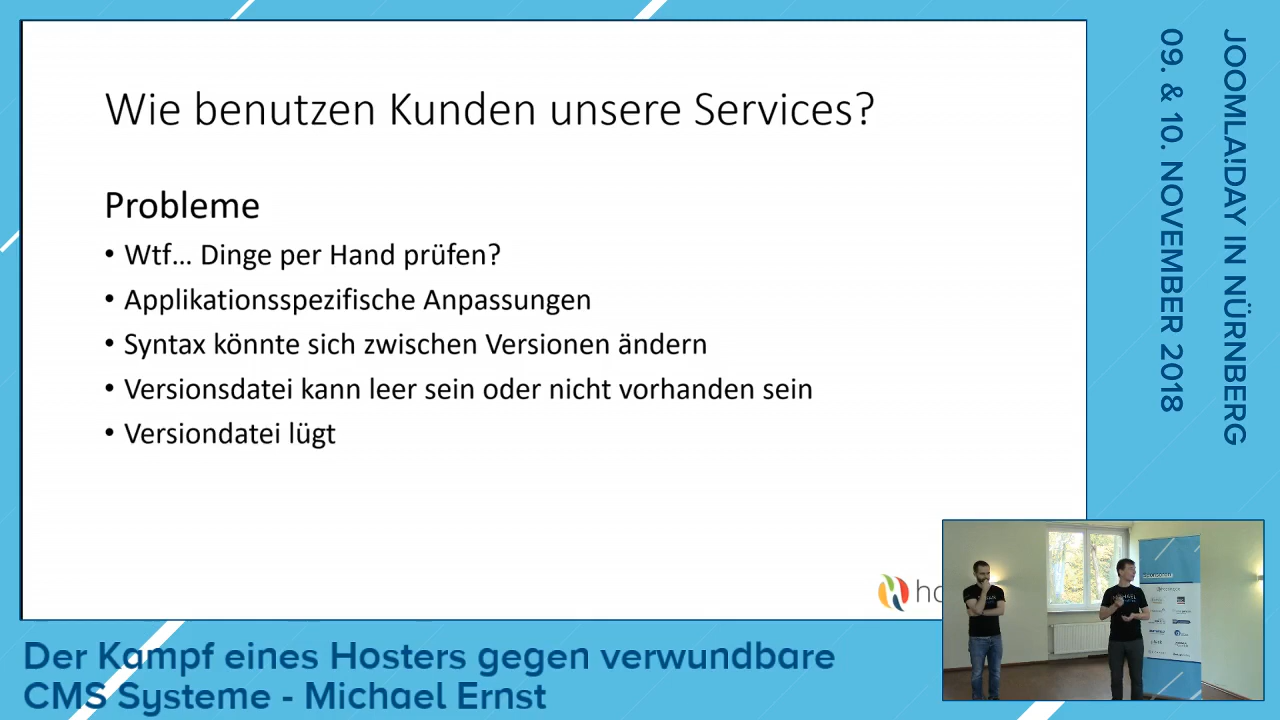 Wie benutzen Kunden unsere Services?
Probleme
• Wtf... Dinge per Hand prüfen?
• Applikationsspezifische Anpassungen
• Syntax könnte sich zwischen Versionen ändern
• Versionsdatei kann leer sein oder nicht vorhanden sein
• Versiondatei lügt
JOOMLA!DAY IN NÜRNBERG
09. & 10. NOVEMBER 2018
MICHAEL
Der Kampf eines Hosters gegen verwundbare
CMS Systeme - Michael Ernst